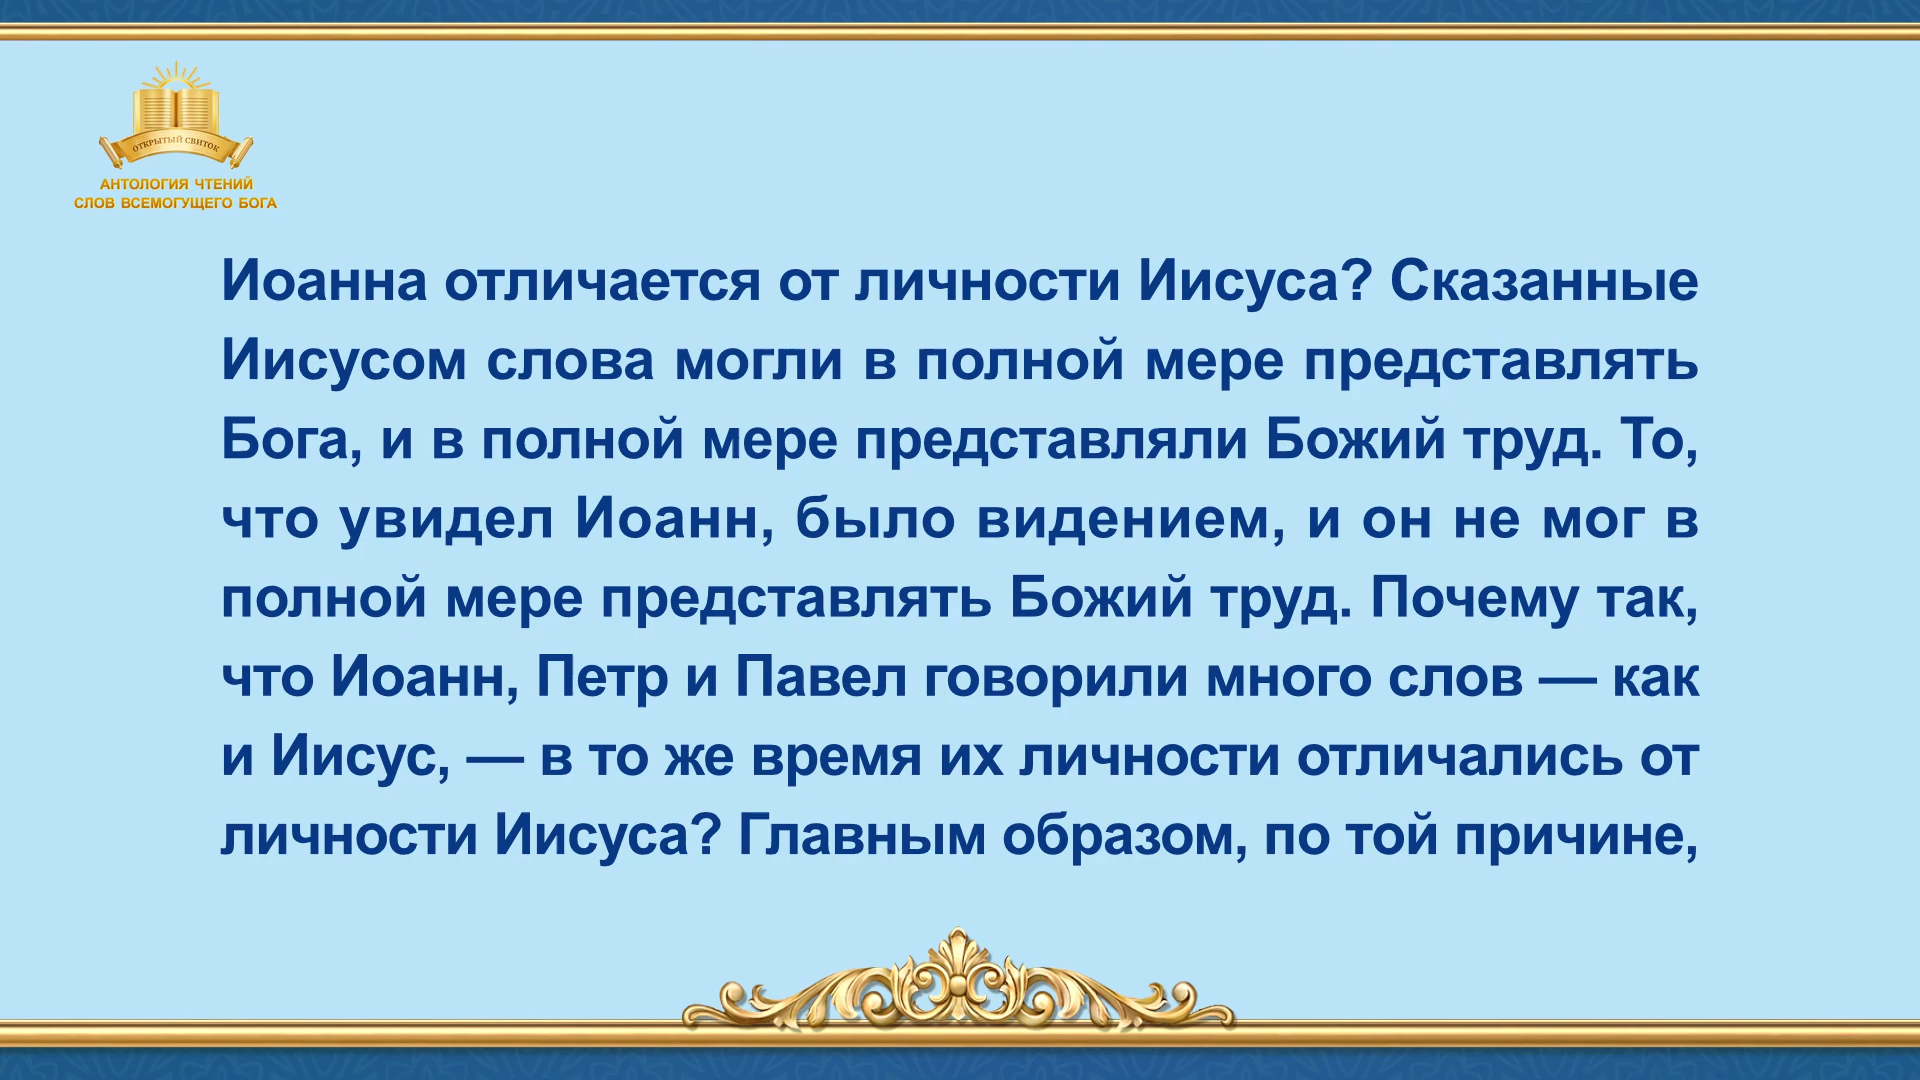 ОТКРЫТЫЙ СВИТОК
АНТОЛОГИЯ ЧТЕНИЙ
СЛОВ ВСЕМОГУЩЕГО БОГА
Иоанна отличается от личности Иисуса? Сказанные
Иисусом слова могли в полной мере представлять
Бога, и в полной мере представляли Божий труд. То,
что увидел Иоанн, было видением, и он не мог в
полной мере представлять Божий труд. Почему так,
что Иоанн, Петр и Павел говорили много слов — как
и Иисус, — в то же время их личности отличались от
личности Иисуса? Главным образом, по той причине,